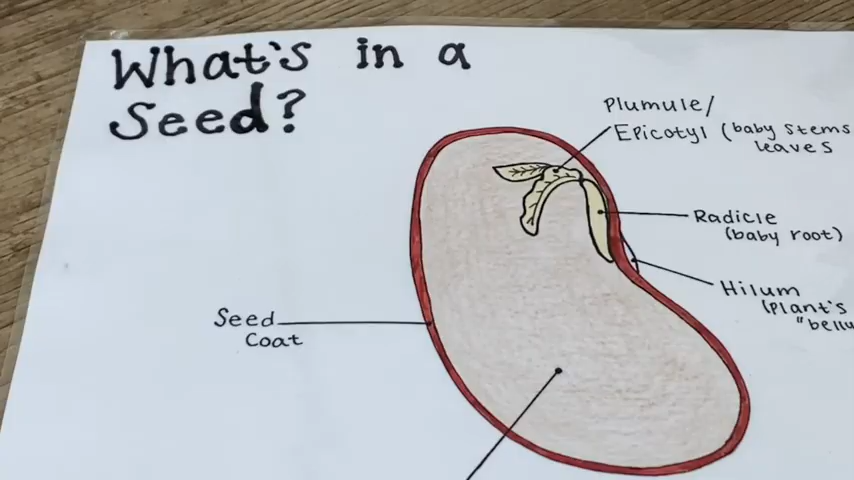 What's in a
Seed?
Plumule/
Epicotyl (baby stems
leaves
Radicle
(baby root)
Hilum
(plant's
Seed
Coat